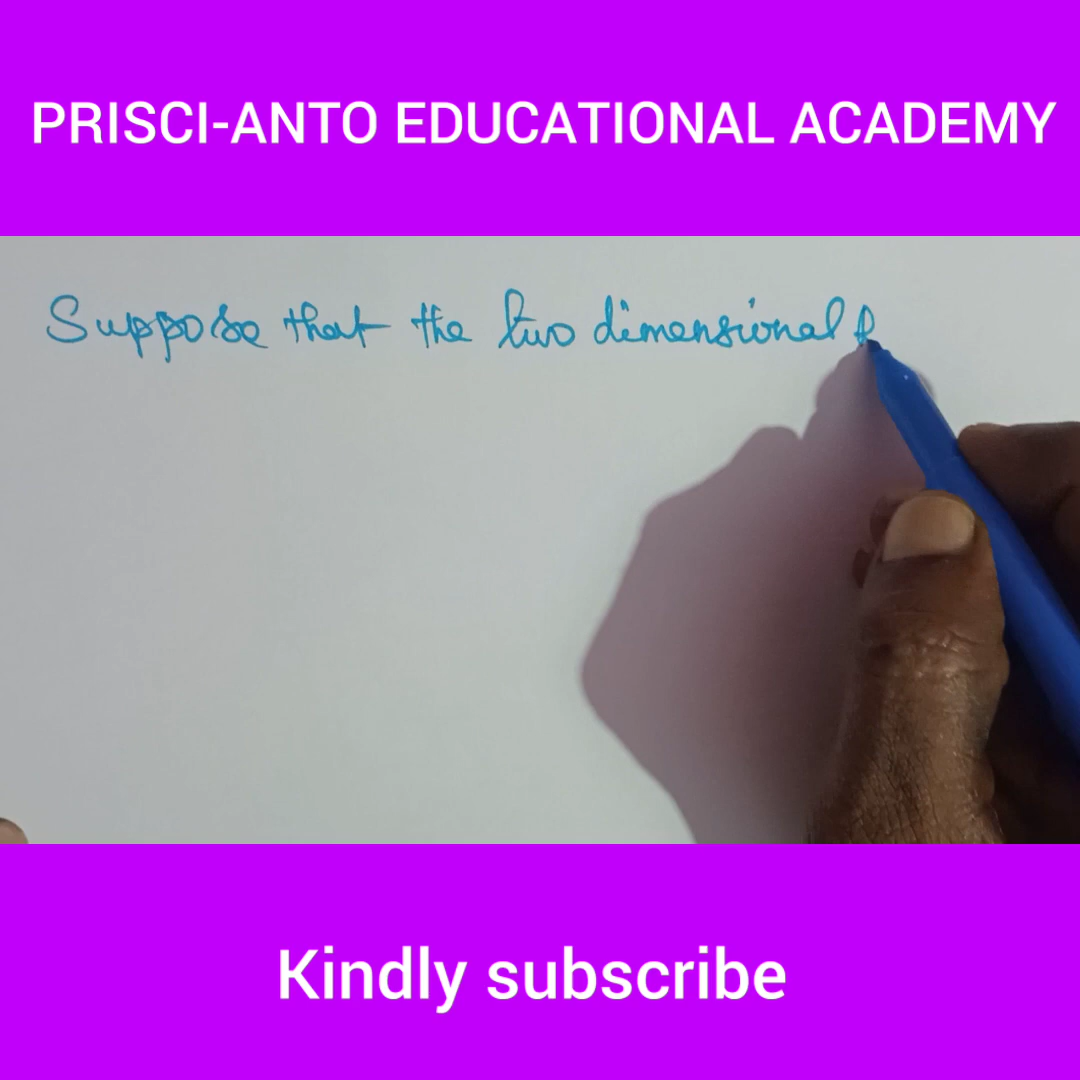 PRISCI-ANTO EDUCATIONAL ACADEMY
Suppose that the two dimensional
Kindly subscribe